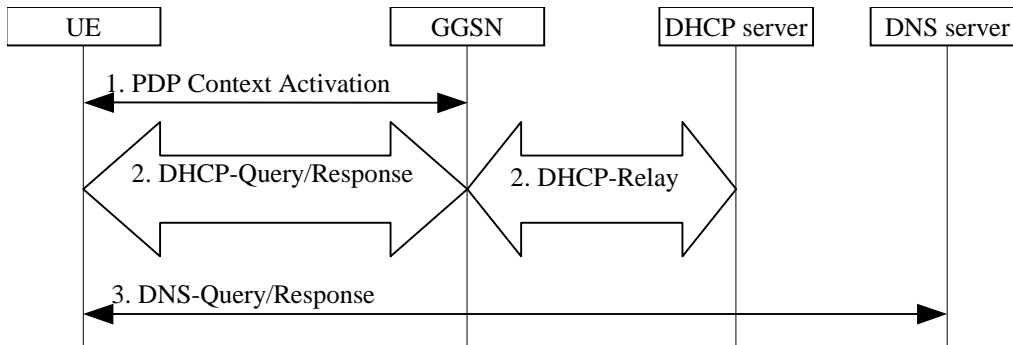 UE
GGSN
DHCP server
DNS server
1. PDP Context Activation
2. DHCP-Query/Response
2. DHCP-Relay
3. DNS-Query/Response